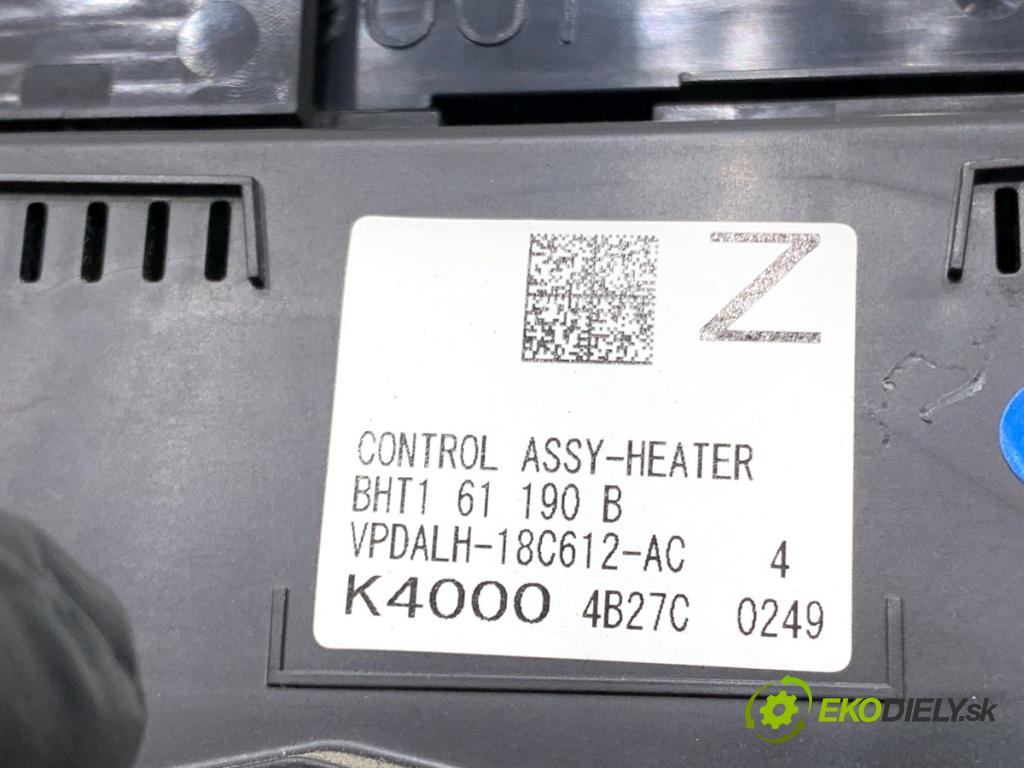 Z
CONTROL ASSY-HEATER
BHT1 61 190 B
VPDALH-18C612-AC 4
K4000 4B27C 0249
EKODIELY.sk